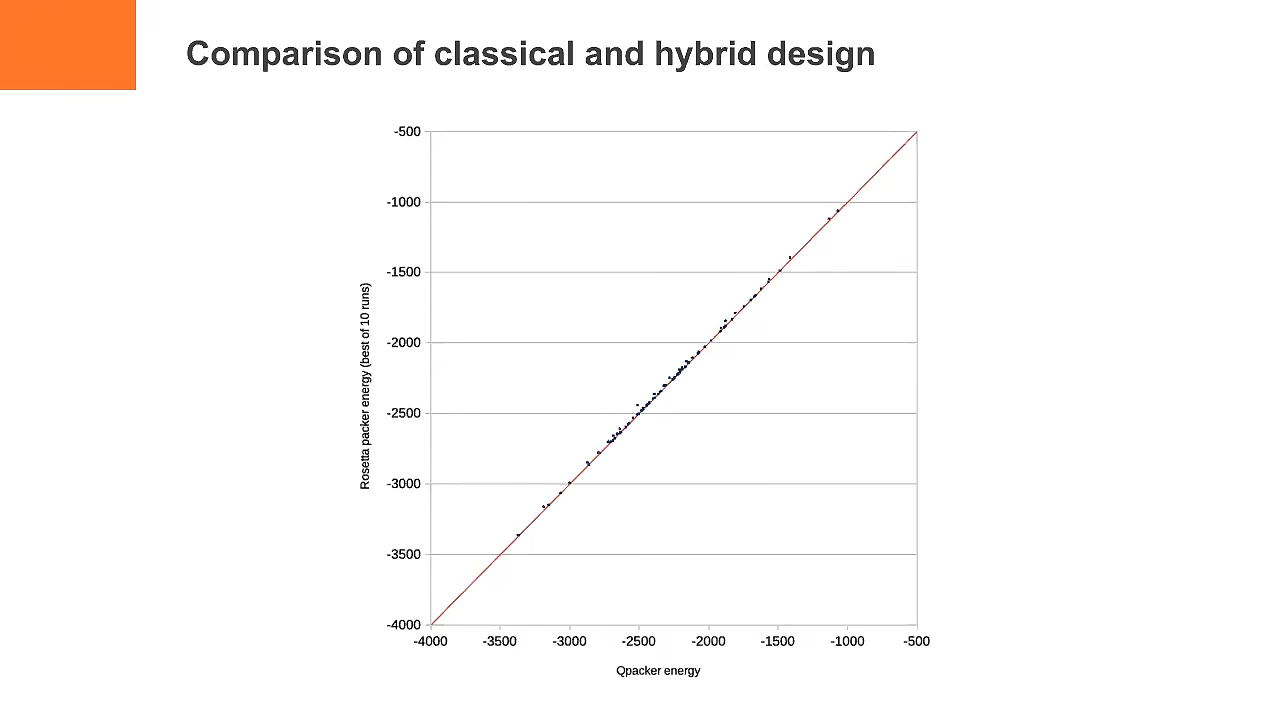 Comparison of classical and hybrid design
-500
-1000
-1500
-2000
-2500
-3000
-3500
-4000
Rosetta packer energy (best of 10 runs)
-4000 -3500 -3000 -2500 -2000 -1500 -1000 -500
Qpacker energy